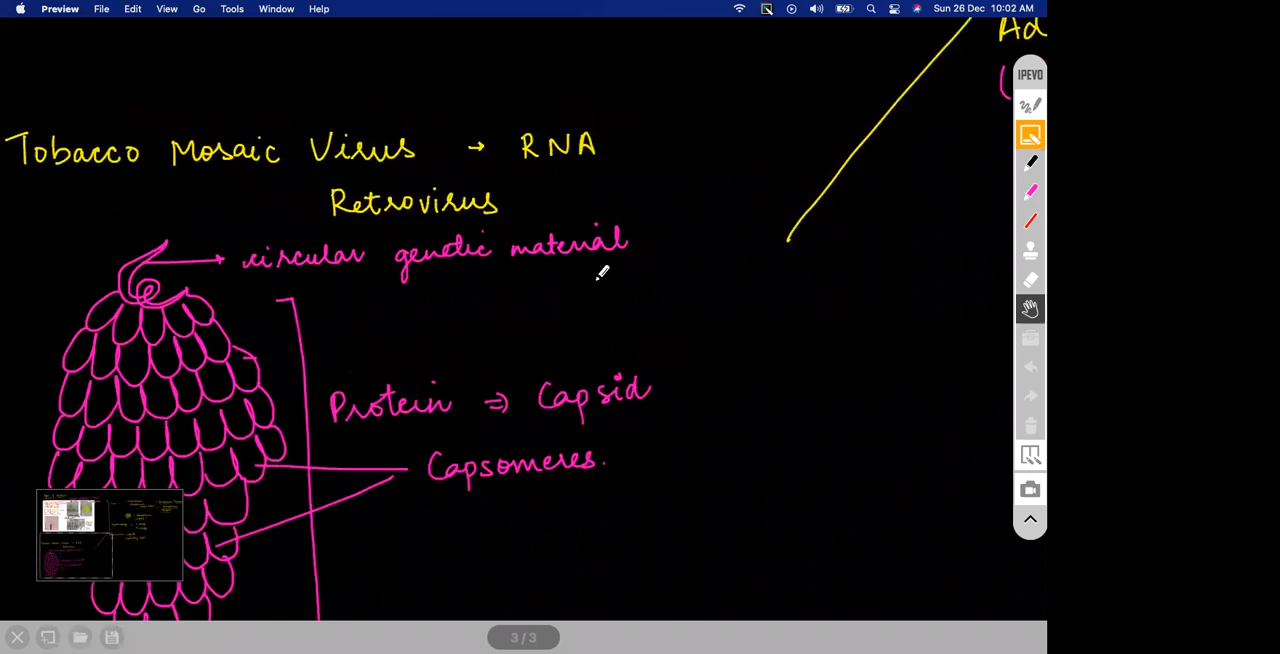 Preview File Edit View Go Tools Window Help
Sun 26 Dec 10:02 AM
Ad
(
IPEVO
Tobacco Mosaic Virus → RNA
Retrovirus
circular genetic material
Protein ⇒ Capsid
Capsomeres.
3 / 3